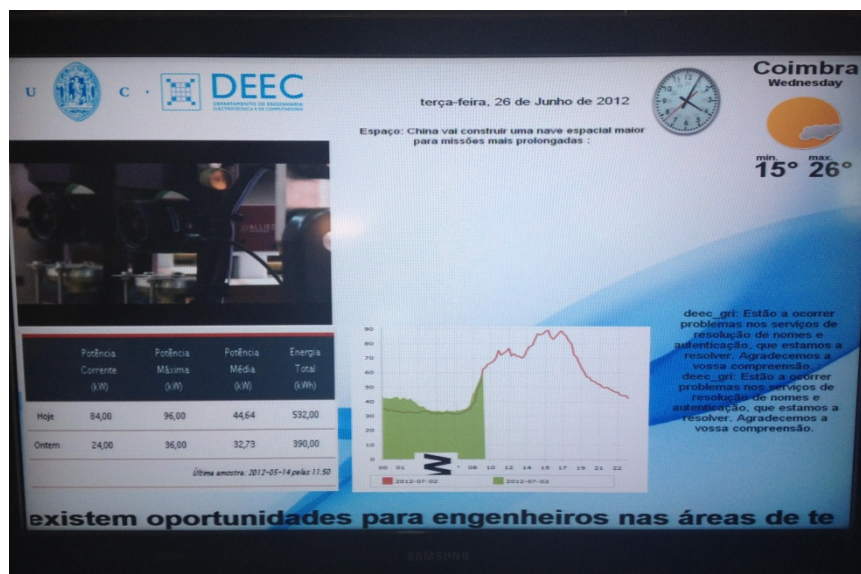 U C ·
DEEC
DEPARTAMENTO DE ENGENHARIA
ELECTROTÉCNICA E DE COMPUTADORES
terça-feira, 26 de Junho de 2012
Coimbra
Wednesday
min. max.
15° 26°
Espaço: China vai construir uma nave espacial maior
para missões mais prolongadas :
ALLIED
Potência Potência Potência Energia
Corrente Máxima Média Total
(kW) (kW) (kW) (kWh)
Hoje 84,00 96,00 44,64 532,00
Ontem 24,00 36,00 32,73 390,00
Última amostra: 2012-05-14 pelas 11:50
90
80
70
60
50
40
30
20
10
0
00 01 08 10 12 14 15 17 19 21 22
2012-07-02 2012-07-03
deec_gri: Estão a ocorrer
problemas nos serviços de
resolução de nomes e
autenticação, que estamos a
resolver. Agradecemos a
vossa compreensão.
deec_gri: Estão a ocorrer
problemas nos serviços de
resolução de nomes e
autenticação, que estamos a
resolver. Agradecemos a
vossa compreensão.
existem oportunidades para engenheiros nas áreas de te
SAMSUNG